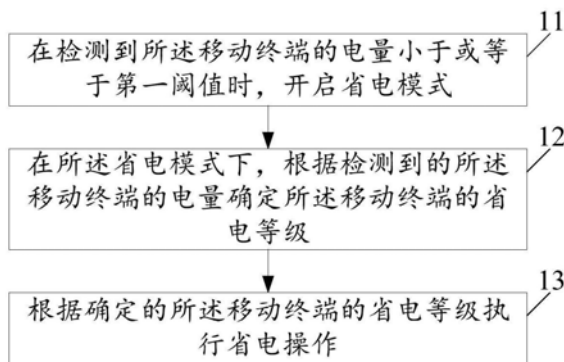 11
在检测到所述移动终端的电量小于或等
于第一阈值时，开启省电模式
12
在所述省电模式下，根据检测到的所述
移动终端的电量确定所述移动终端的省
电等级
13
根据确定的所述移动终端的省电等级执
行省电操作